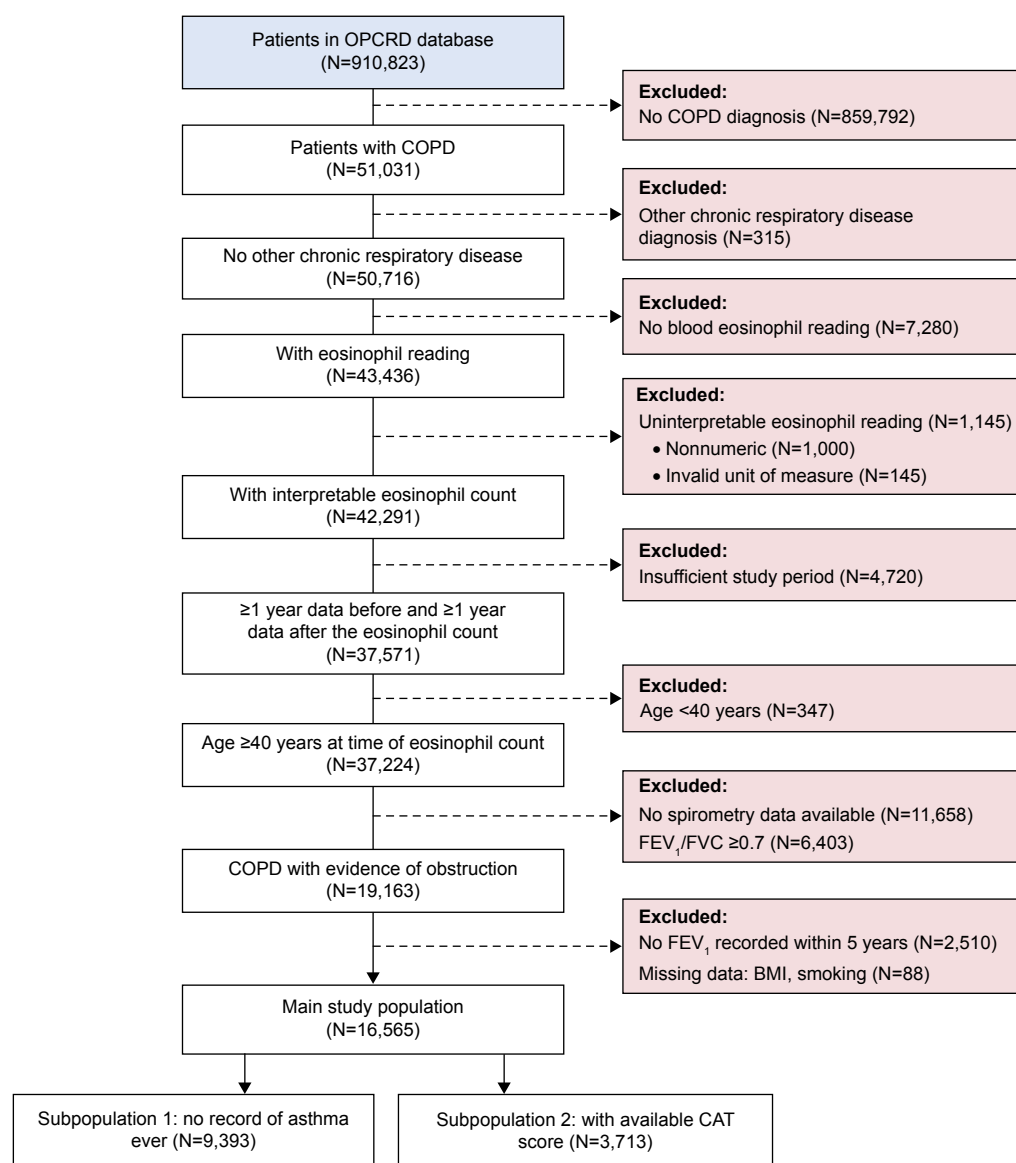 Patients in OPCRD database
(N=910,823)
Excluded:
No COPD diagnosis (N=859,792)
Patients with COPD
(N=51,031)
Excluded:
Other chronic respiratory disease
diagnosis (N=315)
No other chronic respiratory disease
(N=50,716)
Excluded:
No blood eosinophil reading (N=7,280)
With eosinophil reading
(N=43,436)
Excluded:
Uninterpretable eosinophil reading (N=1,145)
• Nonnumeric (N=1,000)
• Invalid unit of measure (N=145)
With interpretable eosinophil count
(N=42,291)
Excluded:
Insufficient study period (N=4,720)
≥1 year data before and ≥1 year
data after the eosinophil count
(N=37,571)
Excluded:
Age <40 years (N=347)
Age ≥40 years at time of eosinophil count
(N=37,224)
Excluded:
No spirometry data available (N=11,658)
FEV₁/FVC ≥0.7 (N=6,403)
COPD with evidence of obstruction
(N=19,163)
Excluded:
No FEV₁ recorded within 5 years (N=2,510)
Missing data: BMI, smoking (N=88)
Main study population
(N=16,565)
Subpopulation 1: no record of asthma
ever (N=9,393)
Subpopulation 2: with available CAT
score (N=3,713)